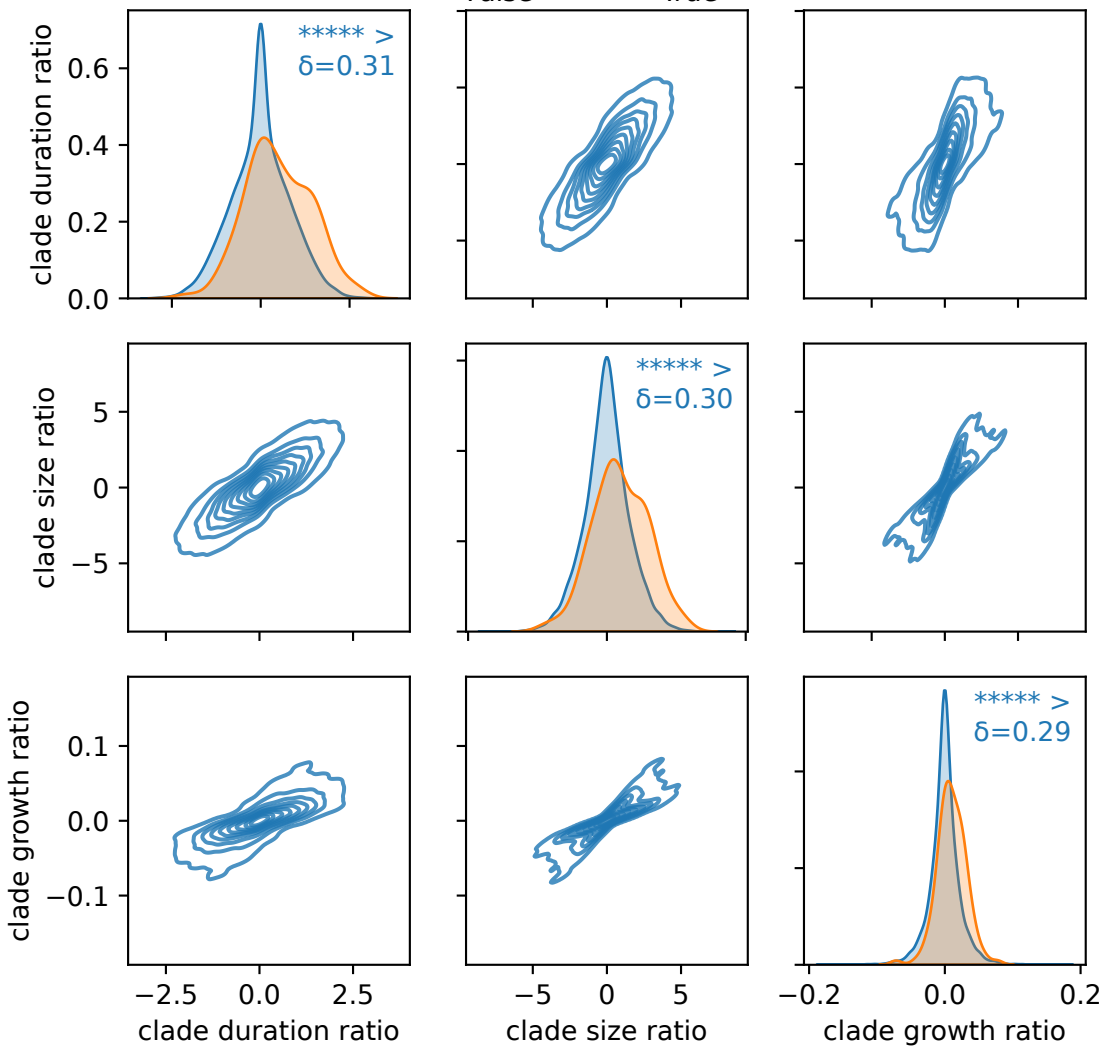 clade duration ratio
0.6
0.4
0.2
0.0
***** >
δ=0.31
clade size ratio
5
0
−5
***** >
δ=0.30
clade growth ratio
0.1
0.0
−0.1
***** >
δ=0.29
−2.5 0.0 2.5
−5 0 5
−0.2 0.0 0.2
clade duration ratio
clade size ratio
clade growth ratio